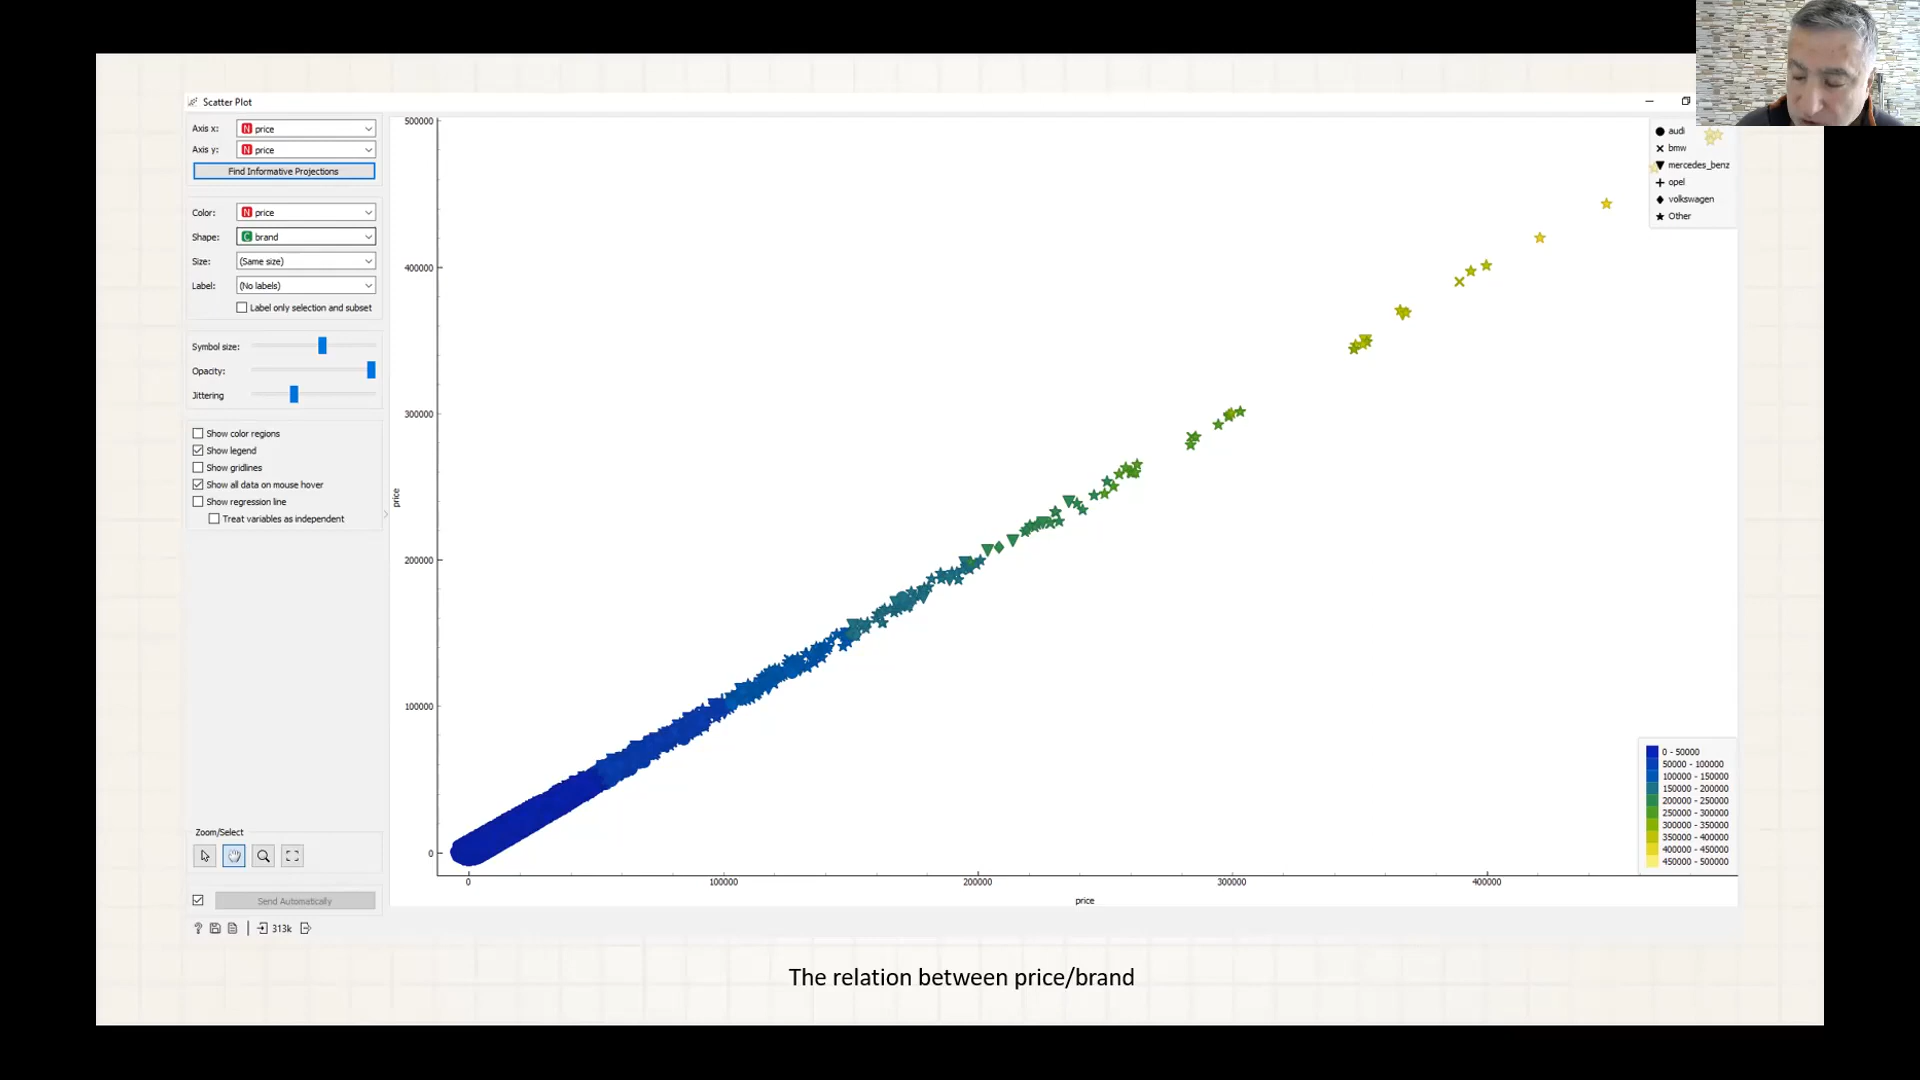 Scatter Plot
Axis x: N price
Axis y: N price
Find Informative Projections
Color: N price
Shape: C brand
Size: (Same size)
Label: (No labels)
Label only selection and subset
Symbol size:
Opacity:
Jittering
Show color regions
Show legend
Show gridlines
Show all data on mouse hover
Show regression line
Treat variables as independent
Zoom/Select
Send Automatically
? 313k
500000
400000
300000
200000
100000
0
price
0 100000 200000 300000 400000
price
audi
bmw
mercedes_benz
opel
volkswagen
Other
0 - 50000
50000 - 100000
100000 - 150000
150000 - 200000
200000 - 250000
250000 - 300000
300000 - 350000
350000 - 400000
400000 - 450000
450000 - 500000
The relation between price/brand